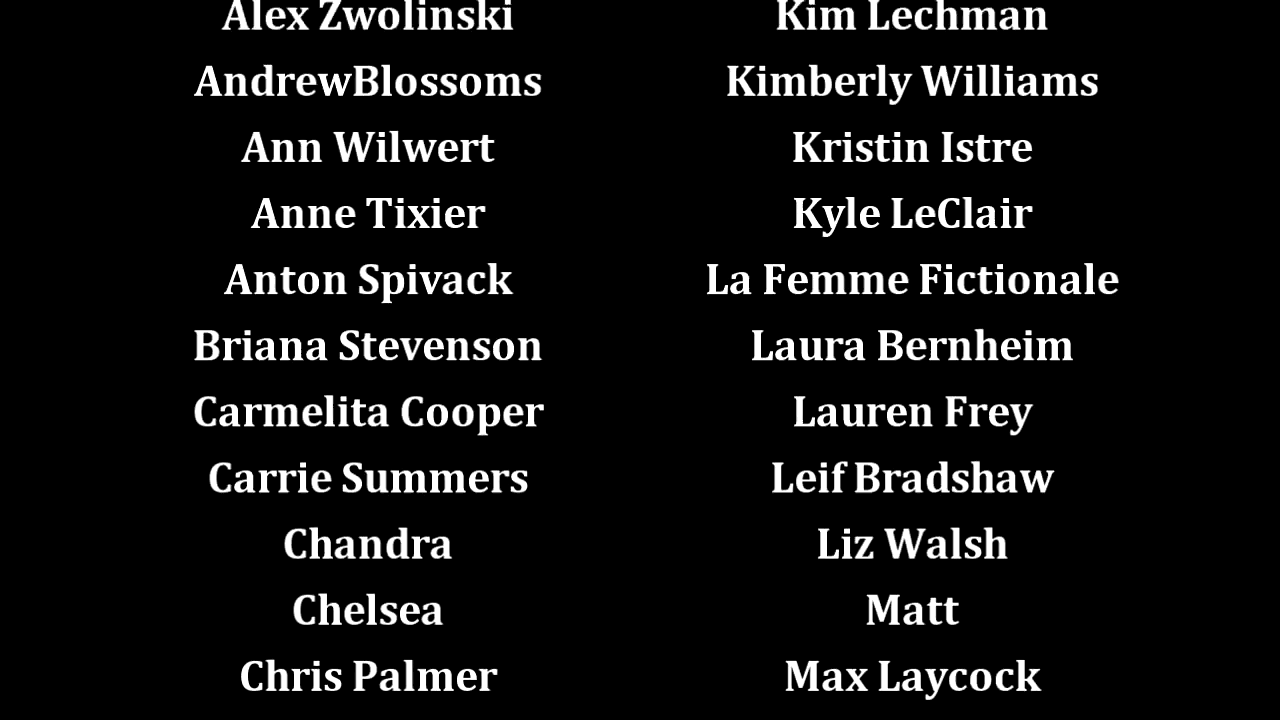 Alex Zwolinski
AndrewBlossoms
Ann Wilwert
Anne Tixier
Anton Spivack
Briana Stevenson
Carmelita Cooper
Carrie Summers
Chandra
Chelsea
Chris Palmer
Kim Lechman
Kimberly Williams
Kristin Istre
Kyle LeClair
La Femme Fictionale
Laura Bernheim
Lauren Frey
Leif Bradshaw
Liz Walsh
Matt
Max Laycock